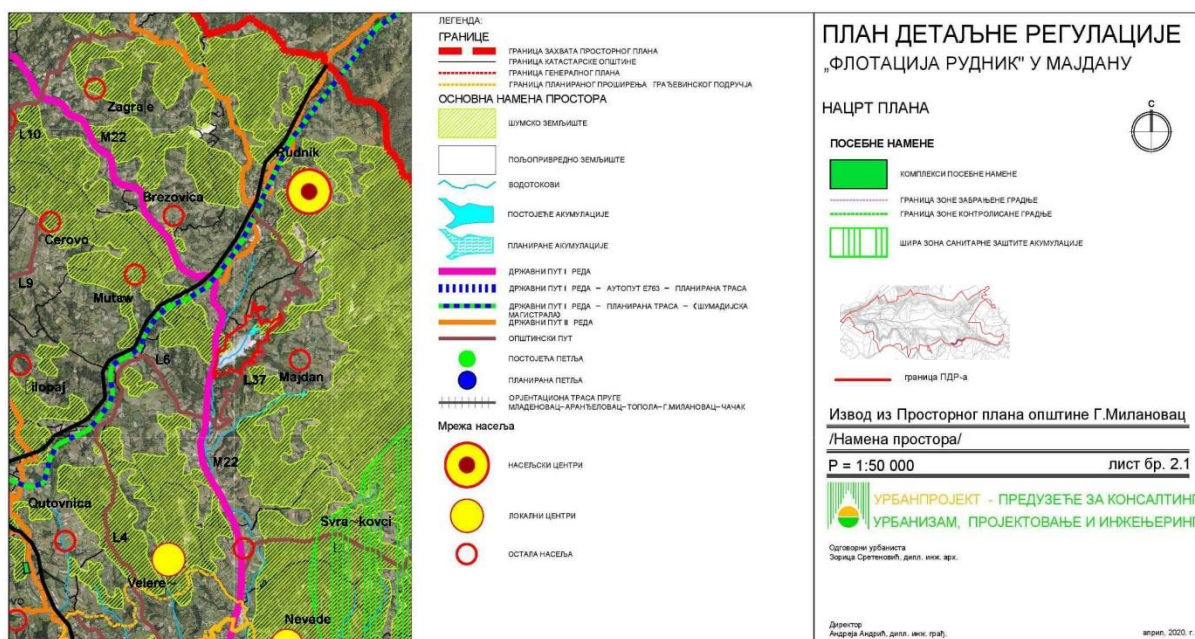 Zagra e
L10
M22
Rudnik
Brezovica
Cerovo
L9
Mutaw
L6
L37
Majdan
ilopaj
M22
Qutovnica
L4
Svra~kovci
Velere~
Nevade
ЛЕГЕНДА:
ГРАНИЦЕ
ГРАНИЦА ЗАХВАТА ПРОСТОРНОГ ПЛАНА
ГРАНИЦА КАТАСТАРСКЕ ОПШТИНЕ
ГРАНИЦА ГЕНЕРАЛНОГ ПЛАНА
ГРАНИЦА ПЛАНИРАНОГ ПРОШИРЕЊА ГРАЂЕВИНСКОГ ПОДРУЧЈА
ОСНОВНА НАМЕНА ПРОСТОРА
ШУМСКО ЗЕМЉИШТЕ
ПОЉОПРИВРЕДНО ЗЕМЉИШТЕ
ВОДОТОКОВИ
ПОСТОЈЕЋЕ АКУМУЛАЦИЈЕ
ПЛАНИРАНЕ АКУМУЛАЦИЈЕ
ДРЖАВНИ ПУТ I РЕДА
ДРЖАВНИ ПУТ I РЕДА – АУТОПУТ Е763 – ПЛАНИРАНА ТРАСА
ДРЖАВНИ ПУТ I РЕДА – ПЛАНИРАНА ТРАСА – (ШУМАДИЈСКА
МАГИСТРАЛА)
ДРЖАВНИ ПУТ II РЕДА
ОПШТИНСКИ ПУТ
ПОСТОЈЕЋА ПЕТЉА
ПЛАНИРАНА ПЕТЉА
ОРЈЕНТАЦИОНА ТРАСА ПРУГЕ
МЛАДЕНОВАЦ–АРАНЂЕЛОВАЦ–ТОПОЛА–Г.МИЛАНОВАЦ–ЧАЧАК
Мрежа насеља
НАСЕЉСКИ ЦЕНТРИ
ЛОКАЛНИ ЦЕНТРИ
ОСТАЛА НАСЕЉА
ПЛАН ДЕТАЉНЕ РЕГУЛАЦИЈЕ
„ФЛОТАЦИЈА РУДНИК" У МАЈДАНУ
НАЦРТ ПЛАНА
С
ПОСЕБНЕ НАМЕНЕ
КОМПЛЕКСИ ПОСЕБНЕ НАМЕНЕ
ГРАНИЦА ЗОНЕ ЗАБРАЊЕНЕ ГРАДЊЕ
ГРАНИЦА ЗОНЕ КОНТРОЛИСАНЕ ГРАДЊЕ
ШИРА ЗОНА САНИТАРНЕ ЗАШТИТЕ АКУМУЛАЦИЈЕ
граница ПДР-а
Извод из Просторног плана општине Г.Милановац
/Намена простора/
Р = 1:50 000 лист бр. 2.1
УРБАНПРОЈЕКТ - ПРЕДУЗЕЋЕ ЗА КОНСАЛТИНГ
УРБАНИЗАМ, ПРОЈЕКТОВАЊЕ И ИНЖЕЊЕРИНГ
Одговорни урбаниста
Зорица Сретеновић, дипл. инж. арх.
Директор
Андреја Андрић, дипл. инж. грађ. април, 2020. г.